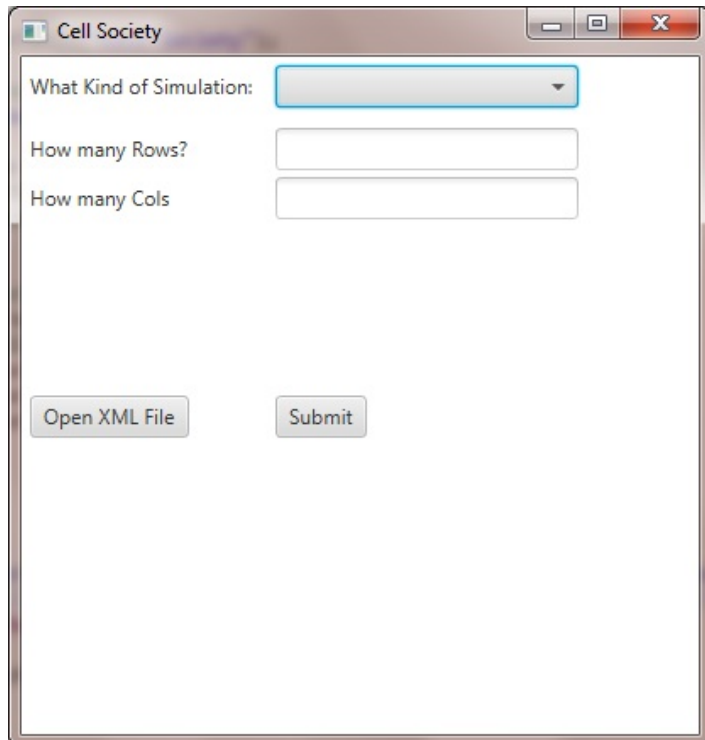 Cell Society
What Kind of Simulation:
How many Rows?
How many Cols
Open XML File Submit